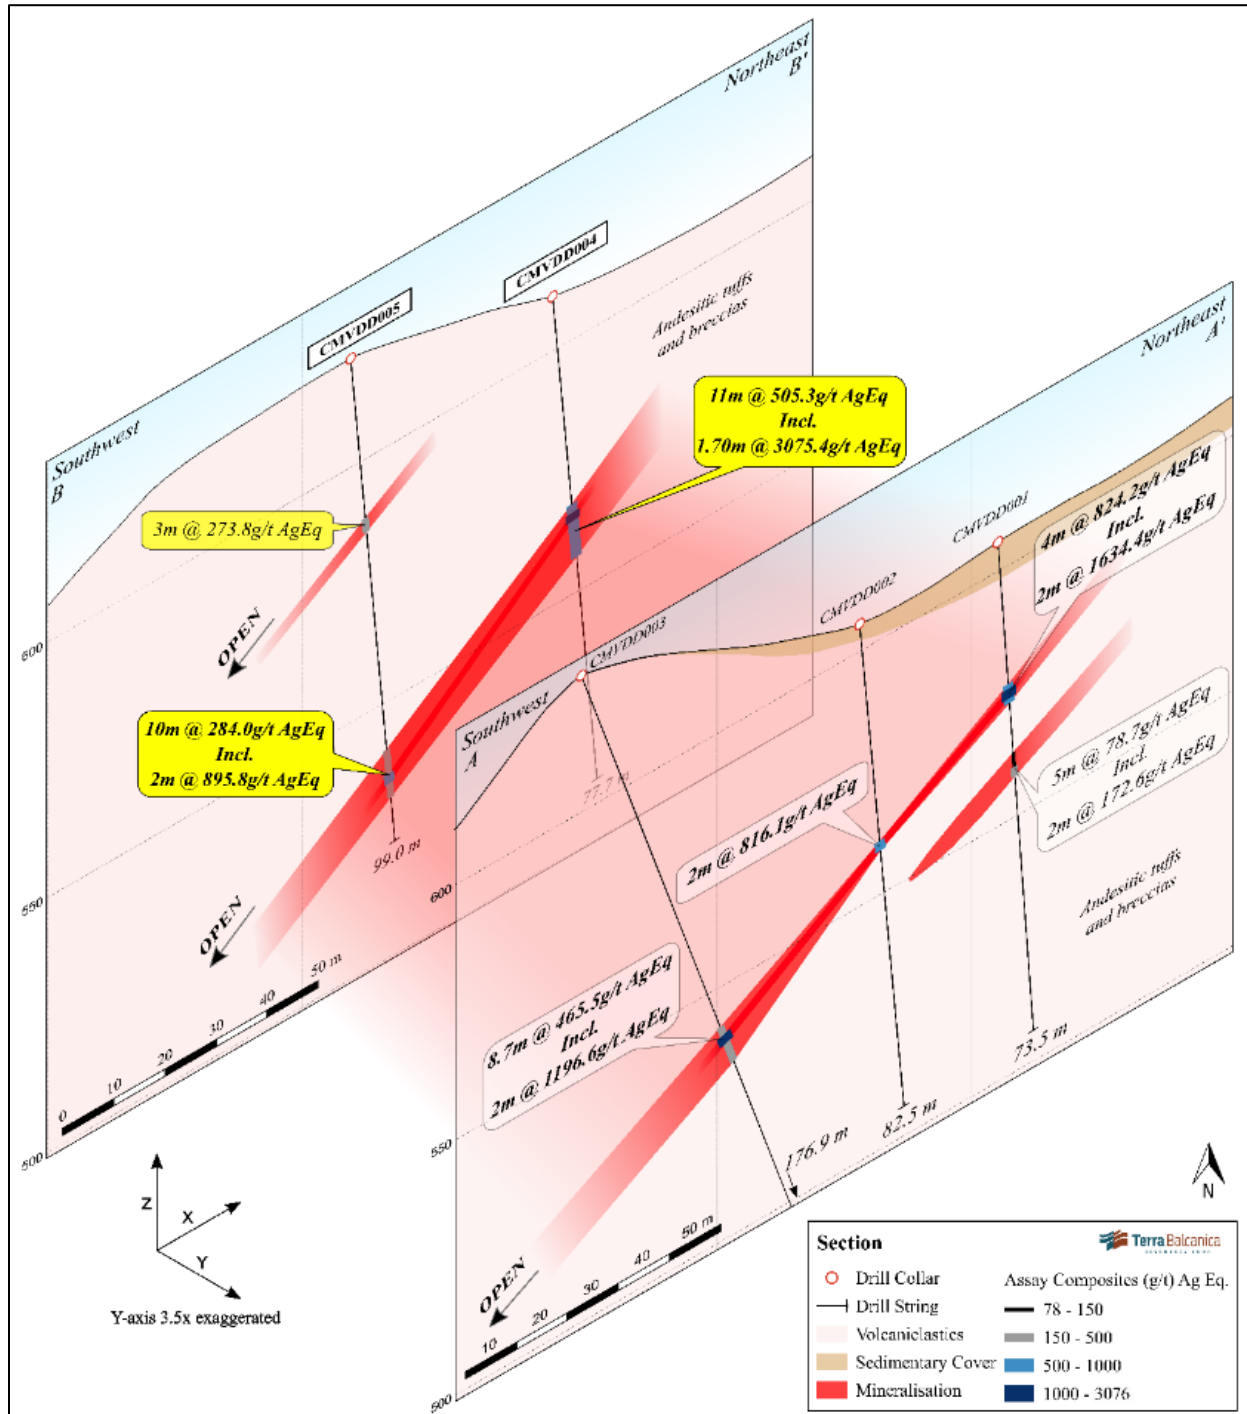 Northeast
B'
CMVDD004
CMVDD005
Andesitic tuffs
and breccias
Northeast
A'
Southwest
B
11m @ 505.3g/t AgEq
Incl.
1.70m @ 3075.4g/t AgEq
3m @ 273.8g/t AgEq
CMVDD001
4m @ 824.2g/t AgEq
Incl.
2m @ 1634.4g/t AgEq
CMVDD002
CMVDD003
OPEN
600
Southwest
A
10m @ 284.0g/t AgEq
Incl.
2m @ 895.8g/t AgEq
77.7 m
99.0 m
5m @ 78.7g/t AgEq
Incl.
2m @ 172.6g/t AgEq
2m @ 816.1g/t AgEq
600
550
OPEN
Andesitic tuffs
and breccias
0 10 20 30 40 50 m
8.7m @ 465.5g/t AgEq
Incl.
2m @ 1196.6g/t AgEq
73.5 m
82.5 m
176.9 m
550
500
Z
X
Y
Y-axis 3.5x exaggerated
N
OPEN
10 20 30 40 50 m
500
Section
Terra Balcanica
Drill Collar
Drill String
Volcaniclastics
Sedimentary Cover
Mineralisation
Assay Composites (g/t) Ag Eq.
78 - 150
150 - 500
500 - 1000
1000 - 3076